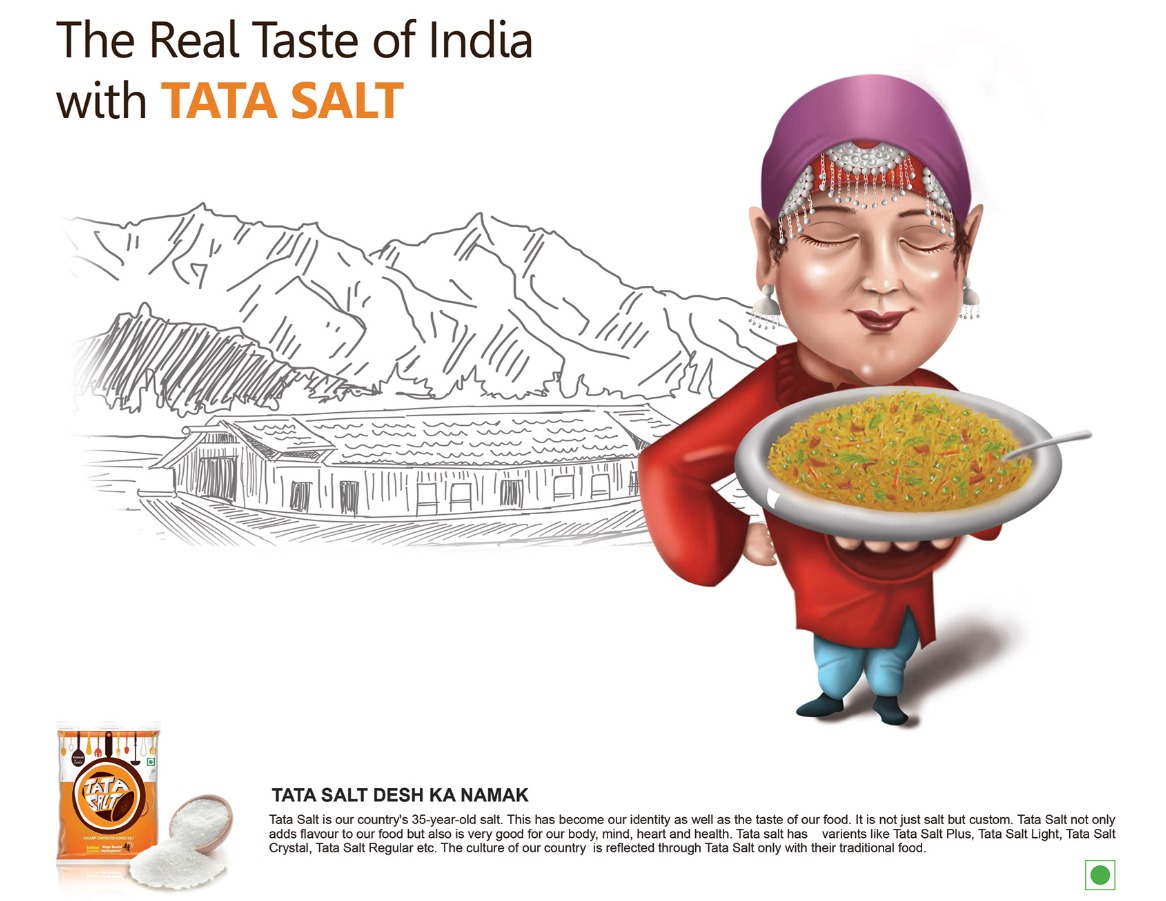 The Real Taste of India
with TATA SALT
TATA
SALT
TATA SALT DESH KA NAMAK
Tata Salt is our country's 35-year-old salt. This has become our identity as well as the taste of our food. It is not just salt but custom. Tata Salt not only
adds flavour to our food but also is very good for our body, mind, heart and health. Tata salt has varients like Tata Salt Plus, Tata Salt Light, Tata Salt
Crystal, Tata Salt Regular etc. The culture of our country is reflected through Tata Salt only with their traditional food.